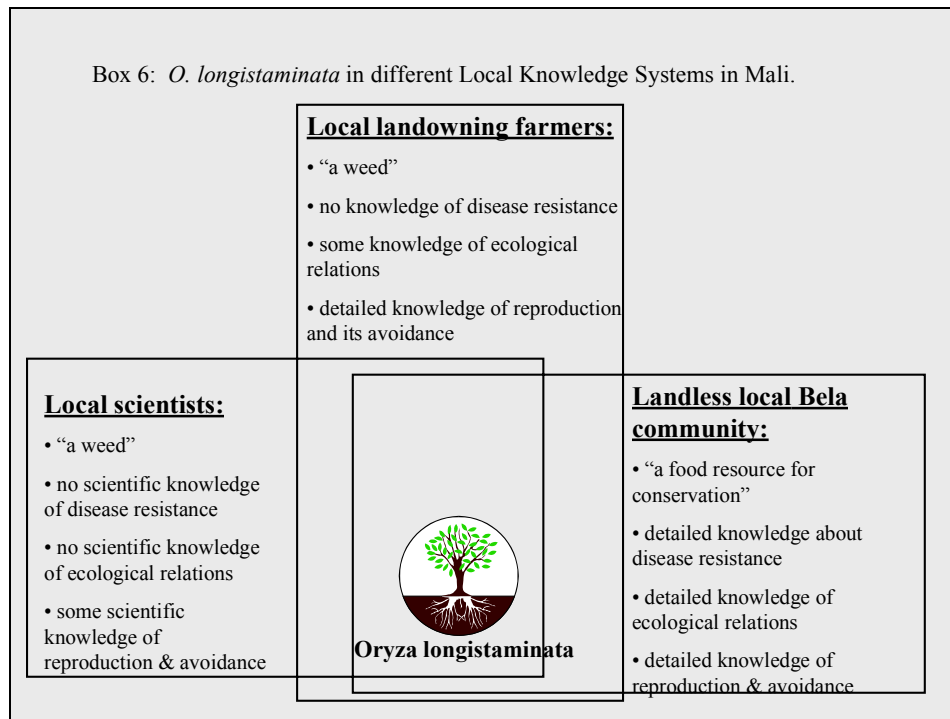 Box 6: O. longistaminata in different Local Knowledge Systems in Mali.
Local landowning farmers:
• “a weed”
• no knowledge of disease resistance
• some knowledge of ecological
relations
• detailed knowledge of reproduction
and its avoidance
Local scientists:
• “a weed”
• no scientific knowledge
of disease resistance
• no scientific knowledge
of ecological relations
• some scientific
knowledge of
reproduction & avoidance
Oryza longistaminata
Landless local Bela
community:
• “a food resource for
conservation”
• detailed knowledge about
disease resistance
• detailed knowledge of
ecological relations
• detailed knowledge of
reproduction & avoidance